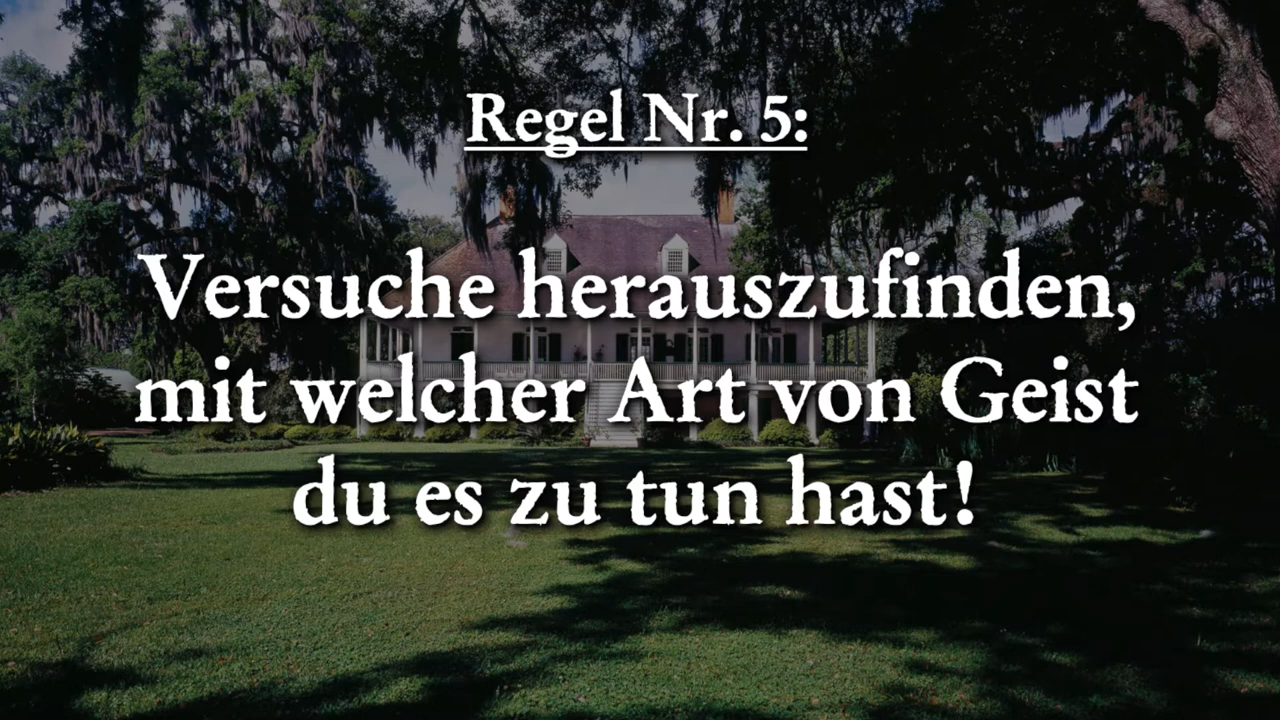 Regel Nr. 5:
Versuche herauszufinden,
mit welcher Art von Geist
du es zu tun hast!